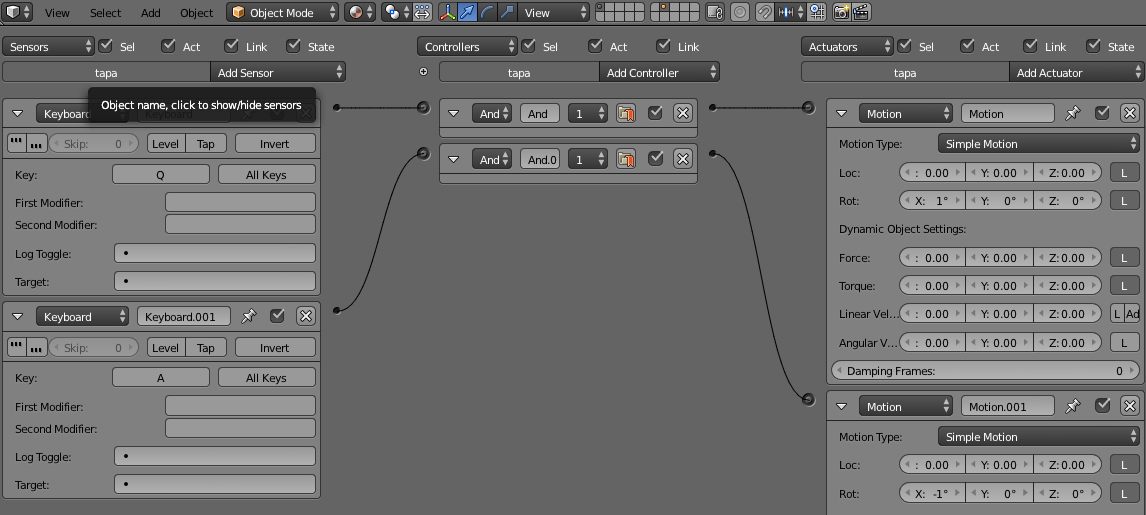 View Select Add Object Object Mode View
Sensors Sel Act Link State Controllers Sel Act Link Actuators Sel Act Link State
tapa Add Sensor tapa Add Controller tapa Add Actuator
Object name, click to show/hide sensors
Keyboard Keyboard And And 1 Motion Motion
Skip: 0 Level Tap Invert
Key: Q All Keys
First Modifier:
Second Modifier:
Log Toggle:
Target:
And And.0 1
Keyboard Keyboard.001
Skip: 0 Level Tap Invert
Key: A All Keys
First Modifier:
Second Modifier:
Log Toggle:
Target:
Motion Type: Simple Motion
Loc: : 0.00 Y: 0.00 Z: 0.00 L
Rot: X: 1° Y: 0° Z: 0° L
Dynamic Object Settings:
Force: : 0.00 Y: 0.00 Z: 0.00 L
Torque: : 0.00 Y: 0.00 Z: 0.00 L
Linear Vel... : 0.00 Y: 0.00 Z: 0.00 L Ad
Angular V... : 0.00 Y: 0.00 Z: 0.00 L
Damping Frames: 0
Motion Motion.001
Motion Type: Simple Motion
Loc: : 0.00 Y: 0.00 Z: 0.00 L
Rot: X: -1° Y: 0° Z: 0° L